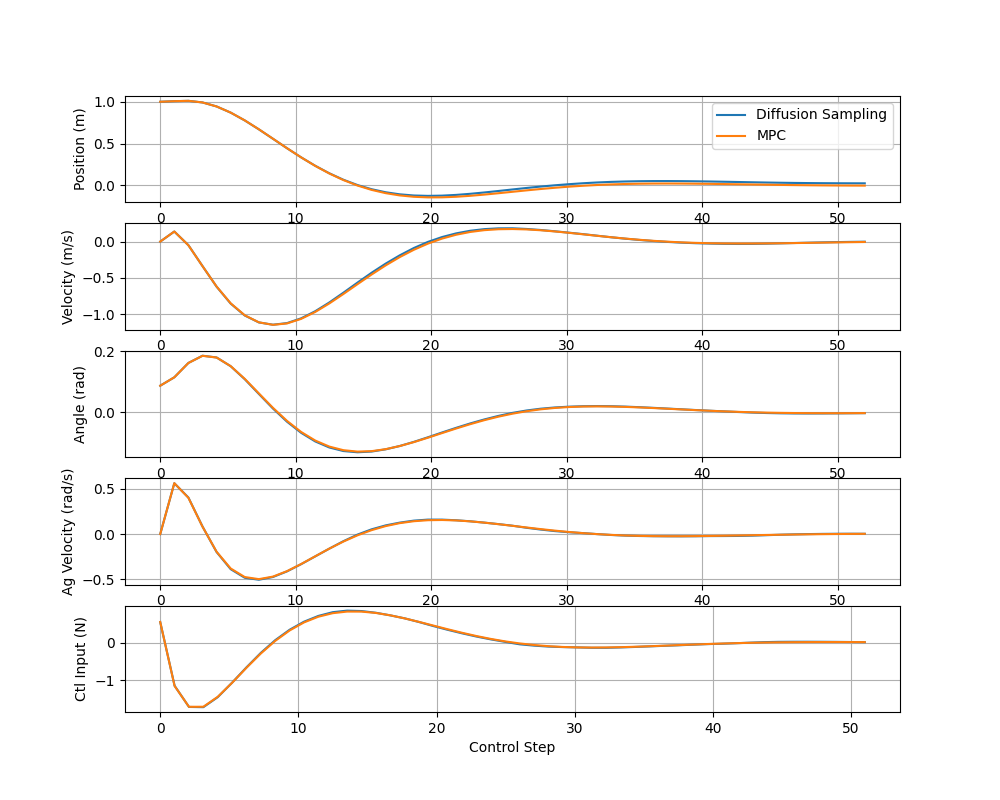 Position (m)
1.0
0.5
0.0
Diffusion Sampling
MPC
0 10 20 30 40 50
Velocity (m/s)
0.0
−0.5
−1.0
0 10 20 30 40 50
Angle (rad)
0.2
0.0
0 10 20 30 40 50
Ag Velocity (rad/s)
0.5
0.0
−0.5
0 10 20 30 40 50
Ctl Input (N)
0
−1
0 10 20 30 40 50
Control Step